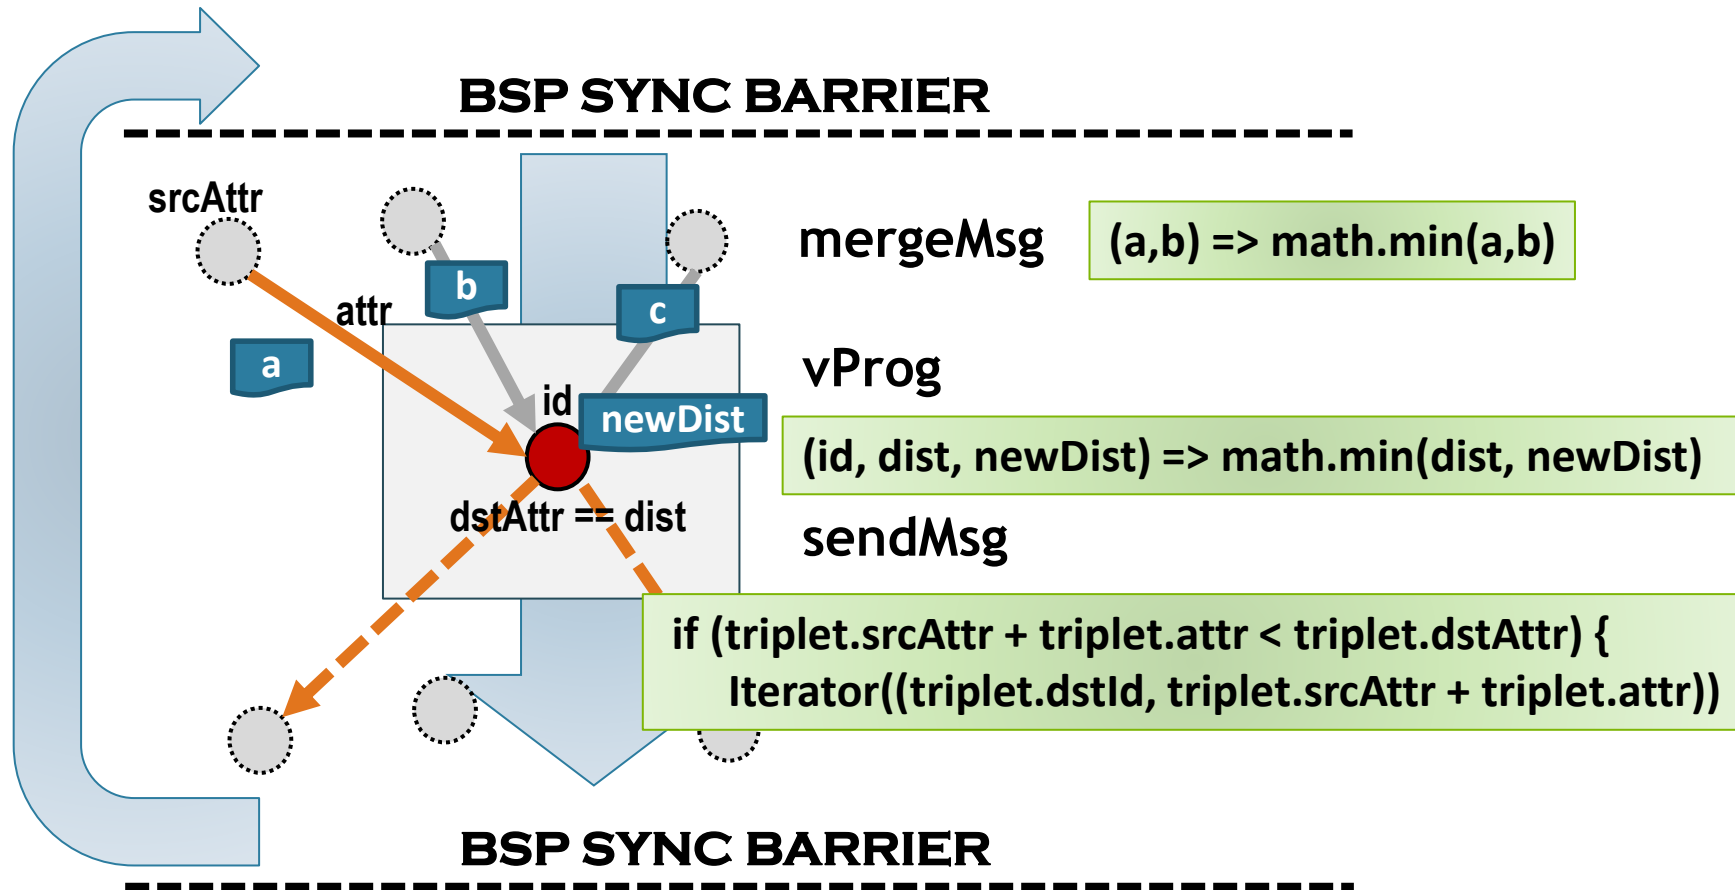 BSP SYNC BARRIER
srcAttr
mergeMsg
(a,b) => math.min(a,b)
b
c
attr
a
vProg
id
newDist
(id, dist, newDist) => math.min(dist, newDist)
dstAttr == dist
sendMsg
if (triplet.srcAttr + triplet.attr < triplet.dstAttr) {
Iterator((triplet.dstId, triplet.srcAttr + triplet.attr))
BSP SYNC BARRIER